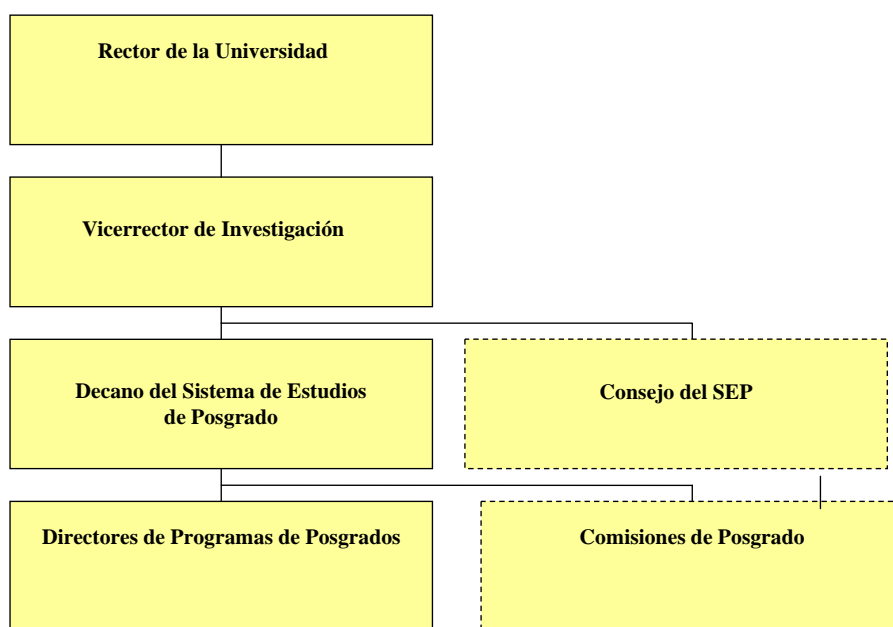 Rector de la Universidad
Vicerrector de Investigación
Decano del Sistema de Estudios
de Posgrado
Consejo del SEP
Directores de Programas de Posgrados
Comisiones de Posgrado